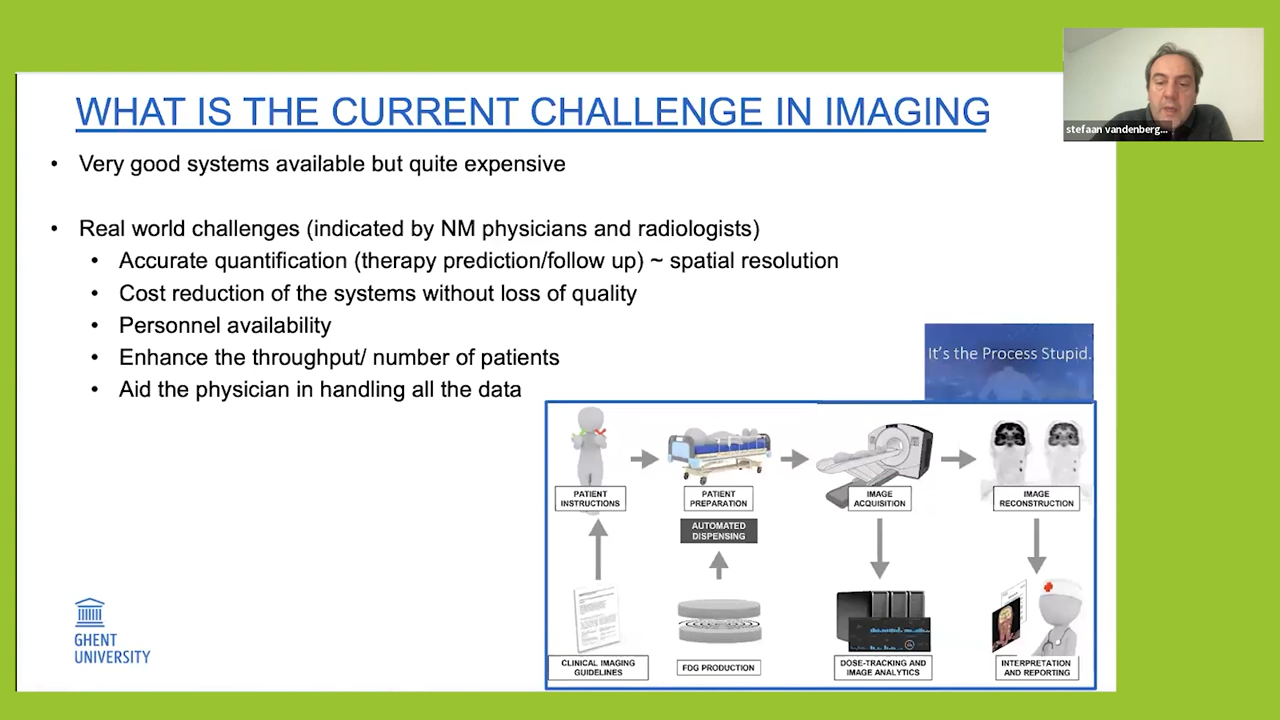 stefaan vandenberg...
WHAT IS THE CURRENT CHALLENGE IN IMAGING
• Very good systems available but quite expensive
• Real world challenges (indicated by NM physicians and radiologists)
• Accurate quantification (therapy prediction/follow up) ~ spatial resolution
• Cost reduction of the systems without loss of quality
• Personnel availability
• Enhance the throughput/ number of patients
• Aid the physician in handling all the data
It's the Process Stupid.
PATIENT
INSTRUCTIONS
PATIENT
PREPARATION
IMAGE
ACQUISITION
IMAGE
RECONSTRUCTION
AUTOMATED
DISPENSING
CLINICAL IMAGING
GUIDELINES
FDG PRODUCTION
DOSE-TRACKING AND
IMAGE ANALYTICS
INTERPRETATION
AND REPORTING
GHENT
UNIVERSITY